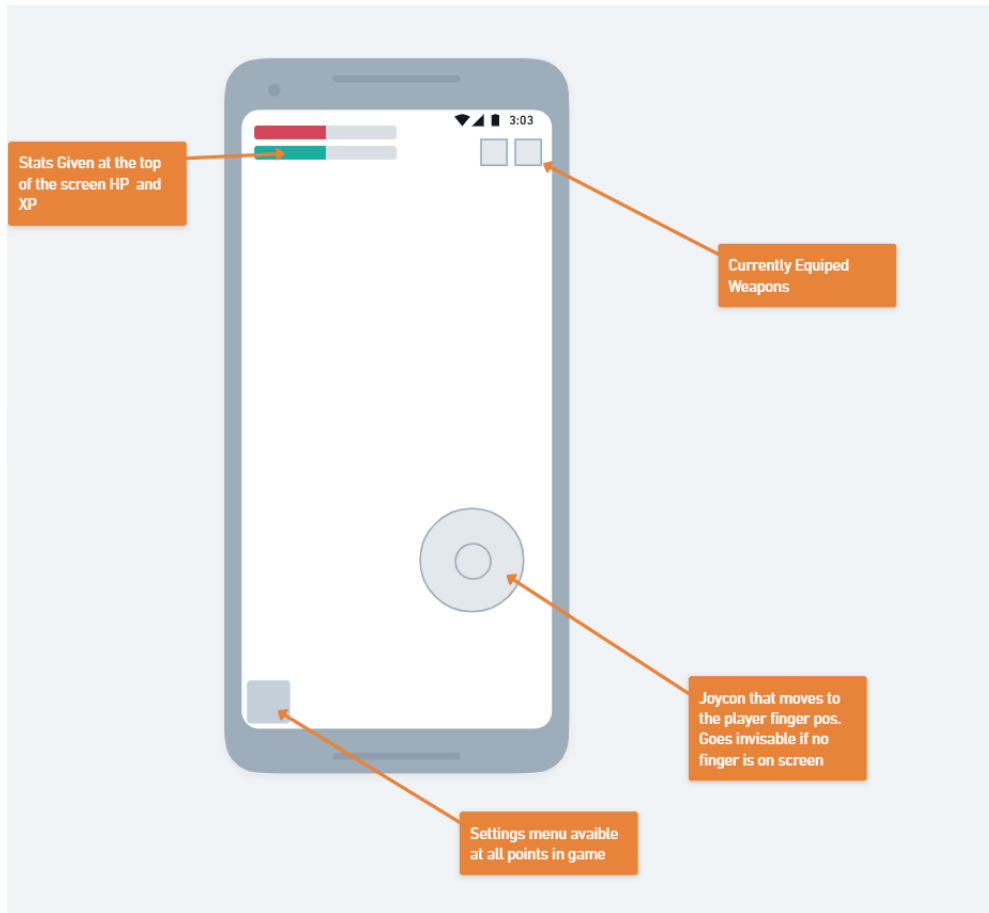 3:03
Stats Given at the top
of the screen HP and
XP
Currently Equiped
Weapons
Joycon that moves to
the player finger pos.
Goes invisable if no
finger is on screen
Settings menu avaible
at all points in game